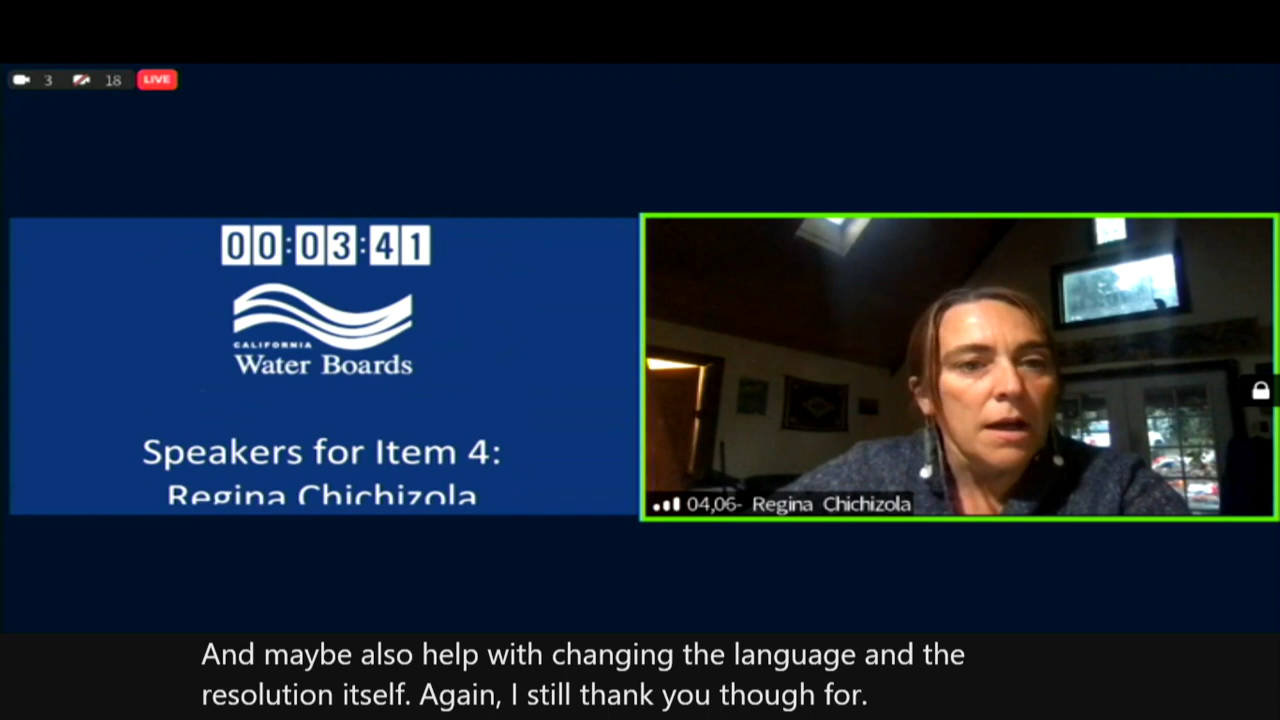 3 18 LIVE
00:03:41
CALIFORNIA
Water Boards
Speakers for Item 4:
Regina Chichizola
04,06- Regina Chichizola
And maybe also help with changing the language and the
resolution itself. Again, I still thank you though for.